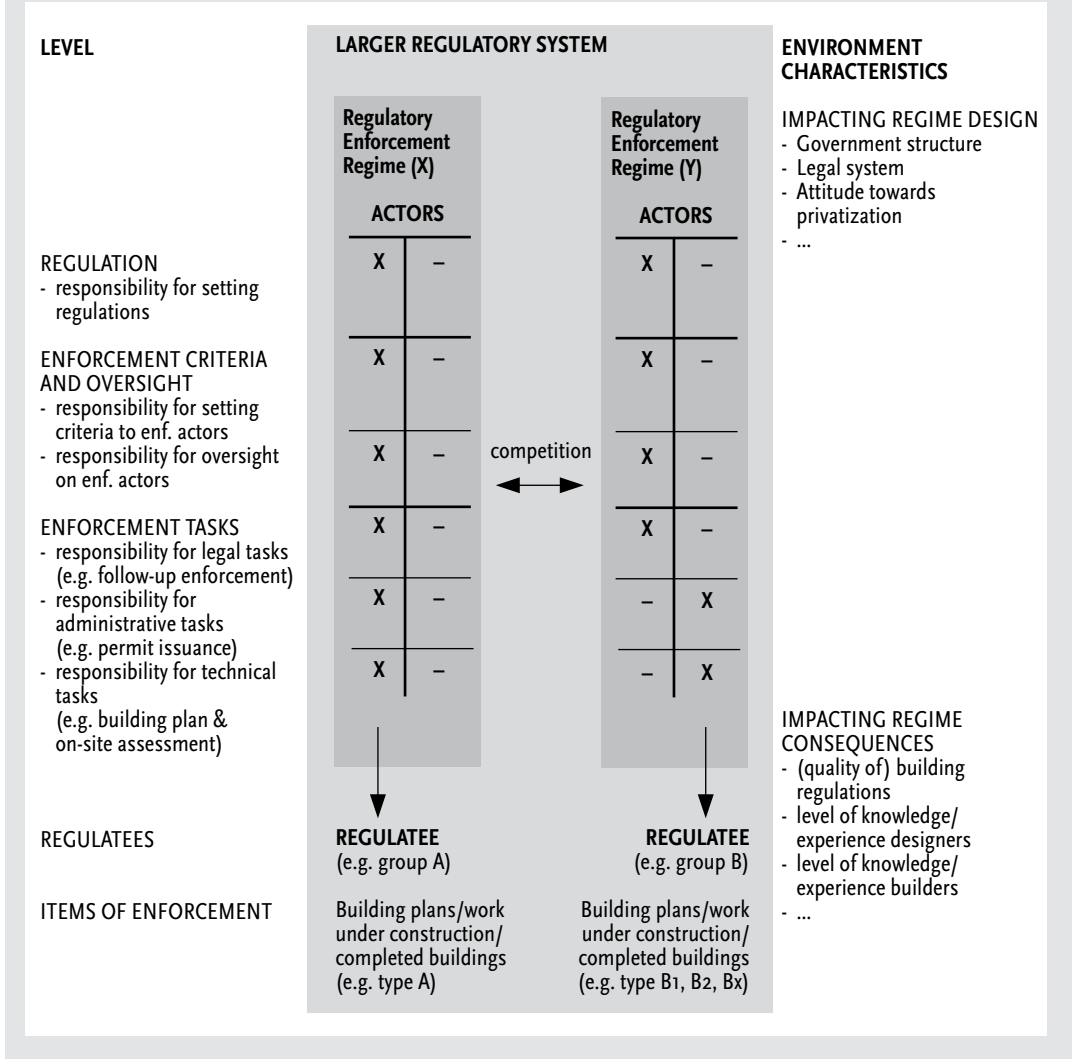 LEVEL
REGULATION
- responsibility for setting
regulations
ENFORCEMENT CRITERIA
AND OVERSIGHT
- responsibility for setting
criteria to enf. actors
- responsibility for oversight
on enf. actors
ENFORCEMENT TASKS
- responsibility for legal tasks
(e.g. follow-up enforcement)
- responsibility for
administrative tasks
(e.g. permit issuance)
- responsibility for technical
tasks
(e.g. building plan &
on-site assessment)
REGULATEES
ITEMS OF ENFORCEMENT
LARGER REGULATORY SYSTEM
Regulatory
Enforcement
Regime (X)
ACTORS
X –
X –
X –
X –
X –
X –
REGULATEE
(e.g. group A)
Building plans/work
under construction/
completed buildings
(e.g. type A)
competition
Regulatory
Enforcement
Regime (Y)
ACTORS
X –
X –
X –
X –
– X
– X
REGULATEE
(e.g. group B)
Building plans/work
under construction/
completed buildings
(e.g. type B1, B2, Bx)
ENVIRONMENT
CHARACTERISTICS
IMPACTING REGIME DESIGN
- Government structure
- Legal system
- Attitude towards
privatization
- ...
IMPACTING REGIME
CONSEQUENCES
- (quality of) building
regulations
- level of knowledge/
experience designers
- level of knowledge/
experience builders
- ...